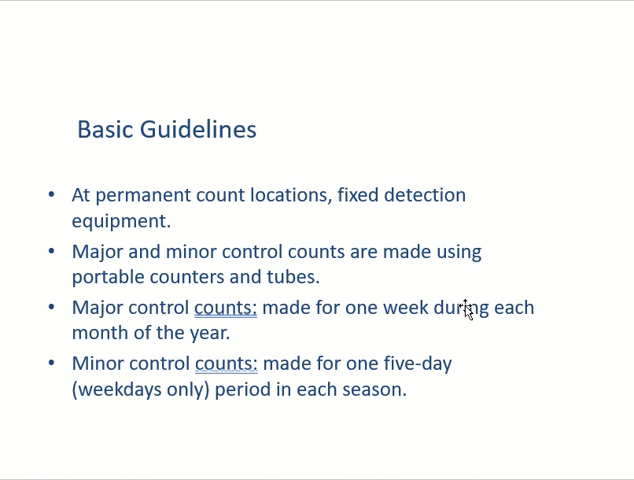 Basic Guidelines
• At permanent count locations, fixed detection
equipment.
• Major and minor control counts are made using
portable counters and tubes.
• Major control counts: made for one week during each
month of the year.
• Minor control counts: made for one five-day
(weekdays only) period in each season.